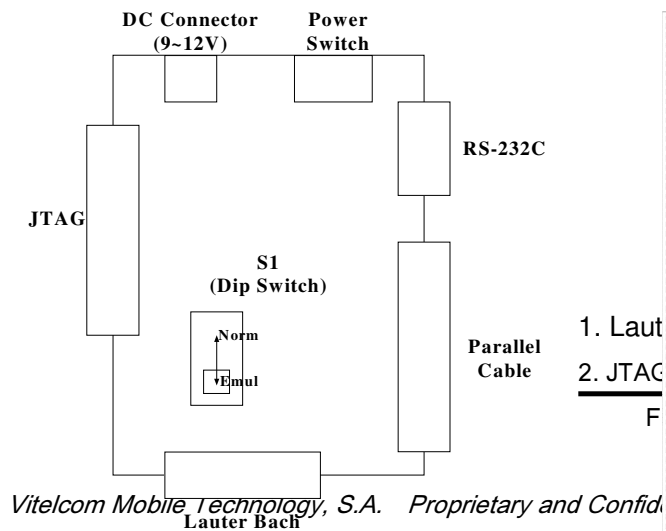 DC Connector
(9~12V)
Power
Switch
RS-232C
JTAG
S1
(Dip Switch)
Norm
Emul
Parallel
Cable
1. Laut
2. JTAG
F
Vitelcom Mobile Technology, S.A. Proprietary and Confid
Lauter Bach